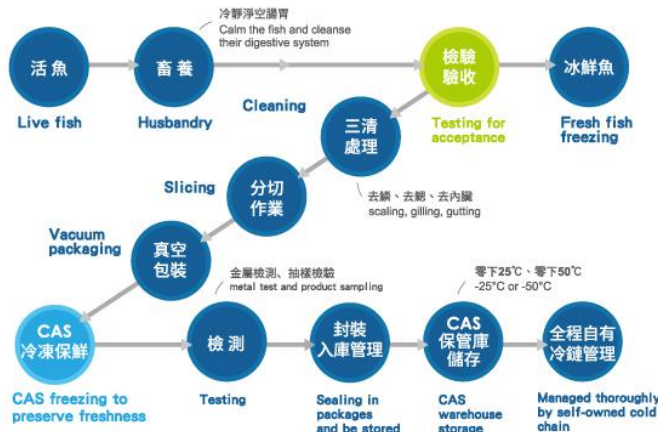 冷靜淨空腸胃
Calm the fish and cleanse
their digestive system
活魚
畜養
檢驗
驗收
冰鮮魚
Live fish
Husbandry
Testing for
acceptance
Fresh fish
freezing
Cleaning
三清
處理
去鱗、去鰓、去內臟
scaling, gilling, gutting
Slicing
分切
作業
Vacuum
packaging
真空
包裝
金屬檢測、抽樣檢驗
metal test and product sampling
零下25℃、零下50℃
-25°C or -50°C
CAS
冷凍保鮮
檢測
封裝
入庫管理
CAS
保管庫
儲存
全程自有
冷鏈管理
CAS freezing to
preserve freshness
Testing
Sealing in
packages
and be stored
CAS
warehouse
storage
Managed thoroughly
by self-owned cold
chain